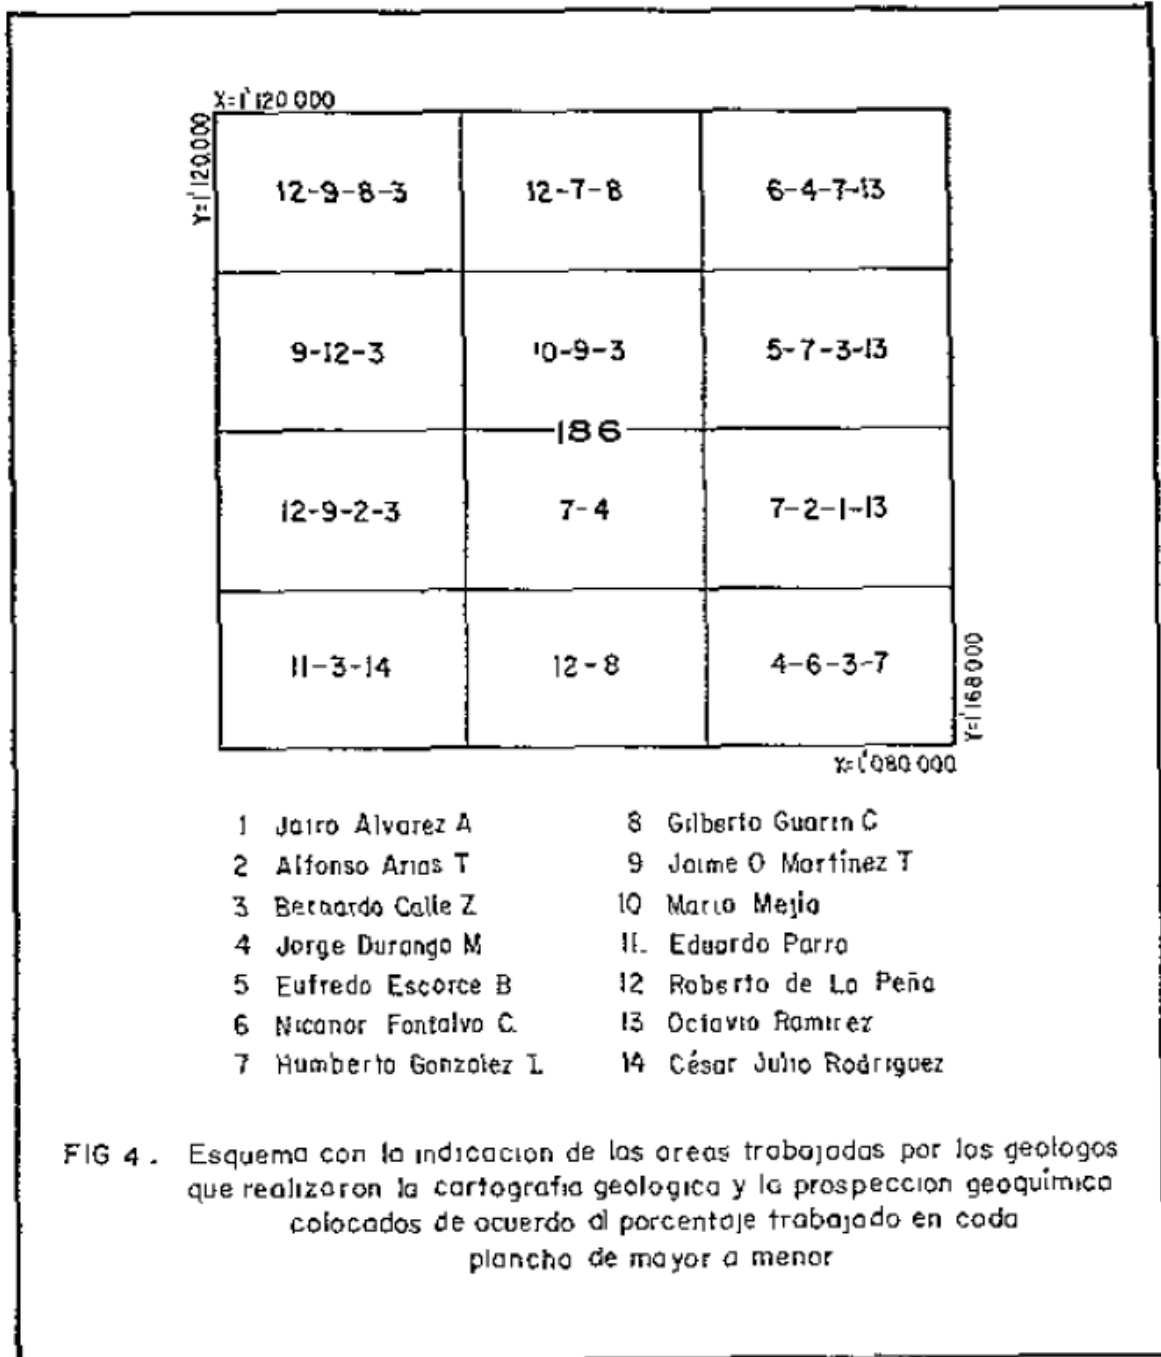 X=1'120 000
Y=1'120.000
12-9-8-3 12-7-8 6-4-7-13
9-12-3 10-9-3 5-7-3-13
186
12-9-2-3 7-4 7-2-1-13
11-3-14 12-8 4-6-3-7
Y=1'168 000
X=1'080 000
1 Jairo Alvarez A 8 Gilberto Guarin C
2 Alfonso Arias T 9 Jaime O Martínez T
3 Bernardo Calle Z 10 Mario Mejia
4 Jorge Durango M 11. Eduardo Parra
5 Eufredo Escorce B 12 Roberto de La Peña
6 Nicanor Fontalvo C. 13 Octavio Ramirez
7 Humberto Gonzalez I. 14 César Julio Rodriguez
FIG 4. Esquema con la indicacion de las areas trabajadas por los geologos
que realizaron la cartografia geologica y la prospeccion geoquímica
colocados de acuerdo al porcentaje trabajado en cada
plancha de mayor a menor